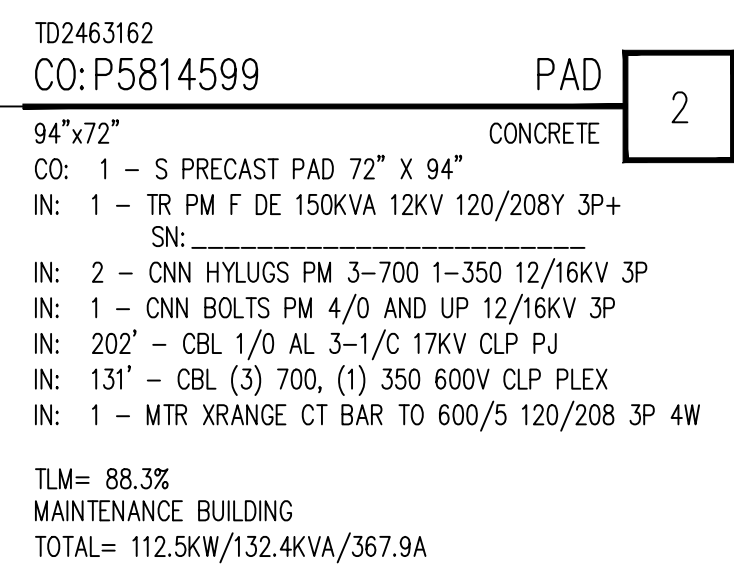 TD2463162
CO: P5814599 PAD
2
94"x72" CONCRETE
CO: 1 – S PRECAST PAD 72" X 94"
IN: 1 – TR PM F DE 150KVA 12KV 120/208Y 3P+
SN: ________________________
IN: 2 – CNN HYLUGS PM 3–700 1–350 12/16KV 3P
IN: 1 – CNN BOLTS PM 4/0 AND UP 12/16KV 3P
IN: 202' – CBL 1/0 AL 3–1/C 17KV CLP PJ
IN: 131' – CBL (3) 700, (1) 350 600V CLP PLEX
IN: 1 – MTR XRANGE CT BAR TO 600/5 120/208 3P 4W
TLM= 88.3%
MAINTENANCE BUILDING
TOTAL= 112.5KW/132.4KVA/367.9A